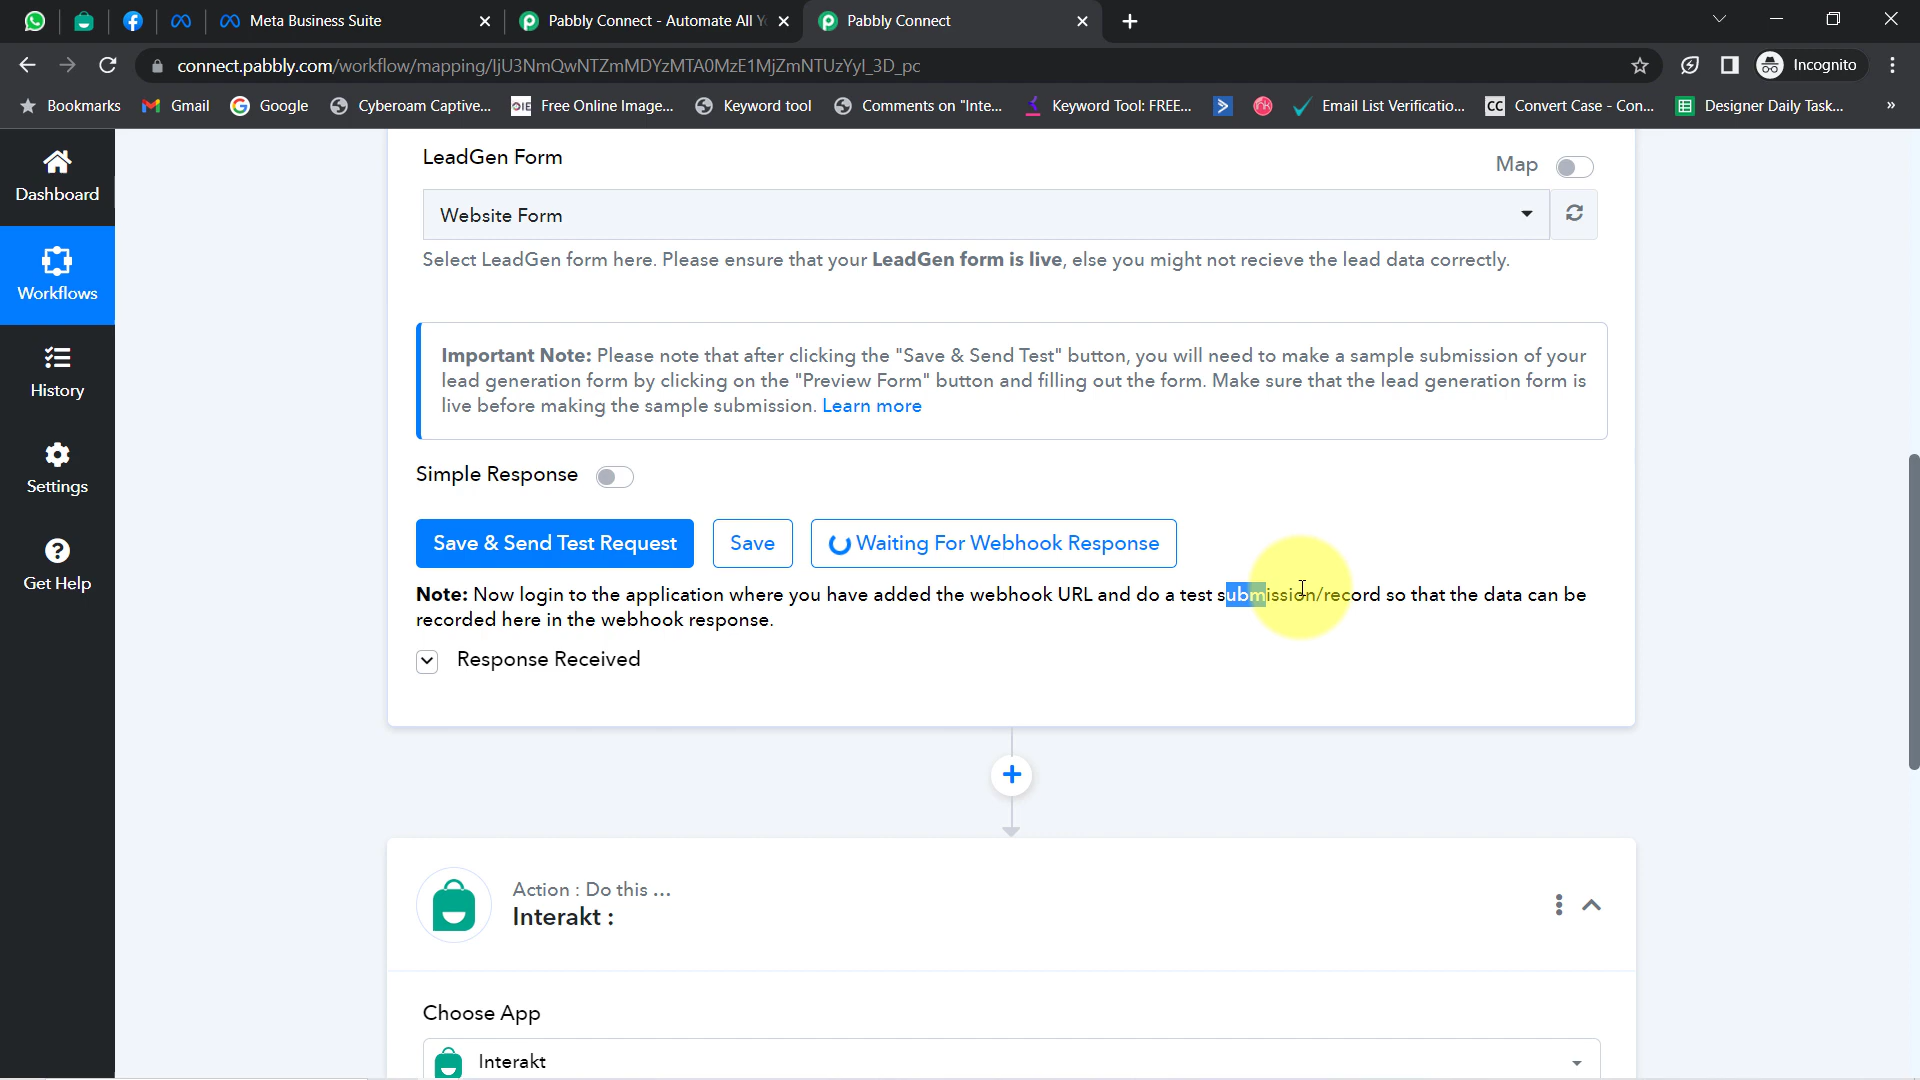 Meta Business Suite
Pabbly Connect - Automate All Y
Pabbly Connect
connect.pabbly.com/workflow/mapping/IjU3NmQwNTZmMDYzMTA0MzE1MjZmNTUzYyI_3D_pc
Incognito
Bookmarks
Gmail
Google
Cyberoam Captive...
OIE
Free Online Image...
Keyword tool
Comments on "Inte...
Keyword Tool: FREE...
Email List Verificatio...
CC
Convert Case - Con...
Designer Daily Task...
»
Dashboard
Workflows
History
Settings
Get Help
LeadGen Form
Map
Website Form
Select LeadGen form here. Please ensure that your LeadGen form is live, else you might not recieve the lead data correctly.
Important Note: Please note that after clicking the "Save & Send Test" button, you will need to make a sample submission of your
lead generation form by clicking on the "Preview Form" button and filling out the form. Make sure that the lead generation form is
live before making the sample submission. Learn more
Simple Response
Save & Send Test Request
Save
Waiting For Webhook Response
Note: Now login to the application where you have added the webhook URL and do a test submission/record so that the data can be
recorded here in the webhook response.
Response Received
Action : Do this ...
Interakt :
Choose App
Interakt